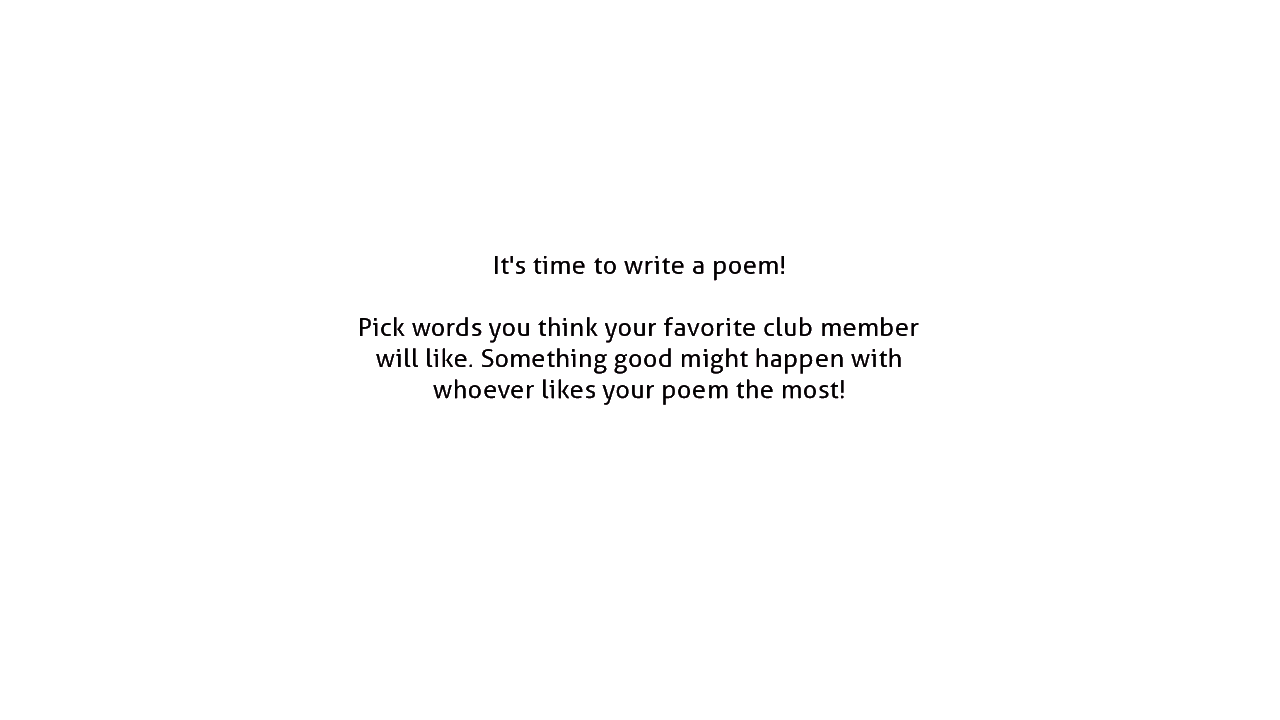 It's time to write a poem!
Pick words you think your favorite club member
will like. Something good might happen with
whoever likes your poem the most!